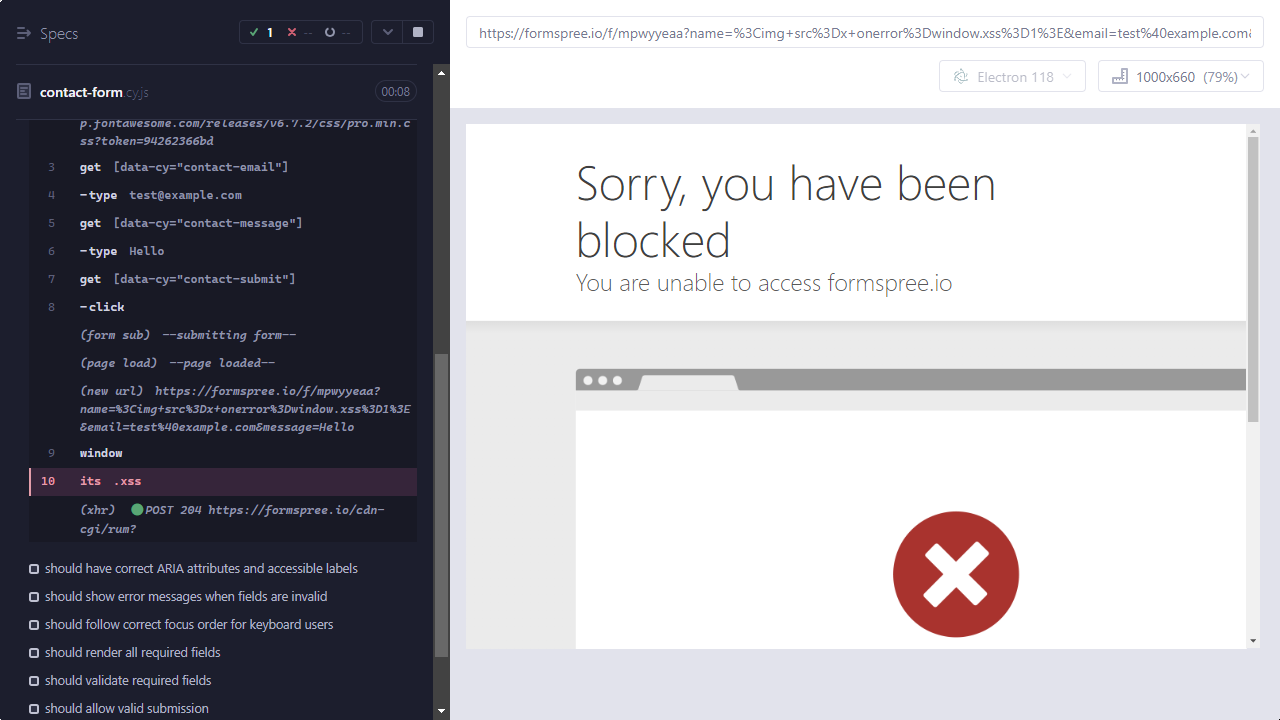 Specs
1
--
--
contact-form.cy.js
00:08
p.fontawesome.com/releases/v6.7.2/css/pro.min.c
ss?token=94262366bd
3 get [data-cy="contact-email"]
4 -type test@example.com
5 get [data-cy="contact-message"]
6 -type Hello
7 get [data-cy="contact-submit"]
8 -click
(form sub) --submitting form--
(page load) --page loaded--
(new url) https://formspree.io/f/mpwyyeaa?
name=%3Cimg+src%3Dx+onerror%3Dwindow.xss%3D1%3E
&email=test%40example.com&message=Hello
9 window
10 its .xss
(xhr) POST 204 https://formspree.io/cdn-
cgi/rum?
should have correct ARIA attributes and accessible labels
should show error messages when fields are invalid
should follow correct focus order for keyboard users
should render all required fields
should validate required fields
should allow valid submission
https://formspree.io/f/mpwyyeaa?name=%3Cimg+src%3Dx+onerror%3Dwindow.xss%3D1%3E&email=test%40example.com&
Electron 118
1000x660 (79%)
Sorry, you have been
blocked
You are unable to access formspree.io